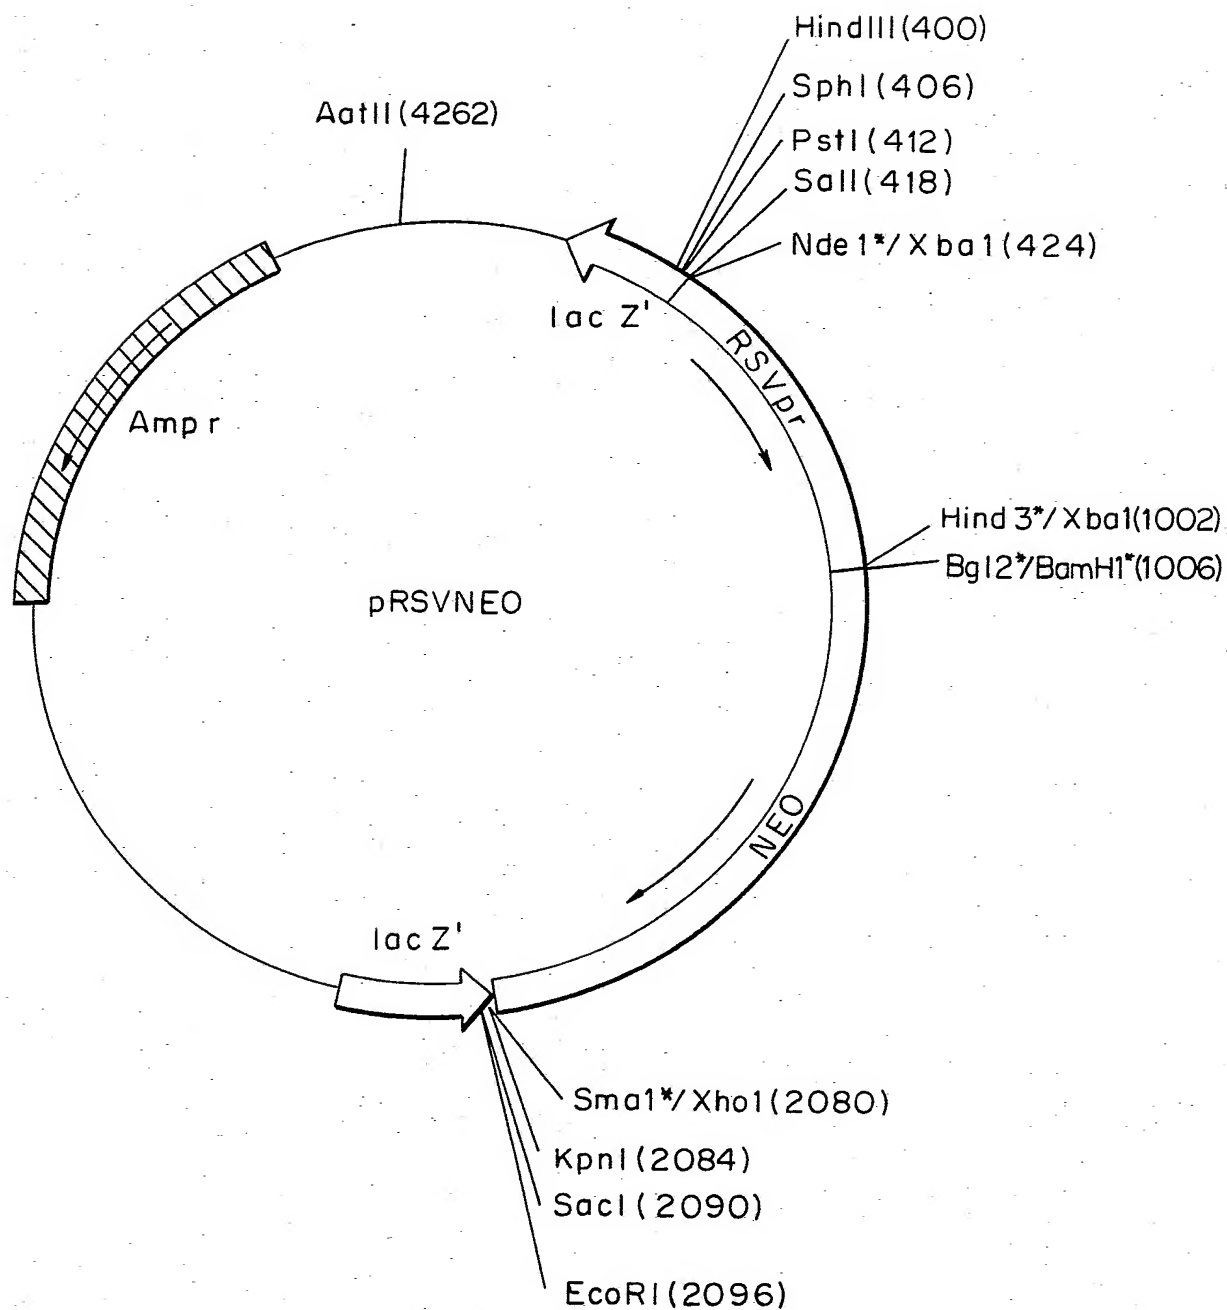 HindIII(400)
SphI(406)
AatII(4262)
PstI(412)
SalI(418)
Nde1*/Xba1(424)
lac Z'
RSVpr
Amp r
Hind 3*/Xba1(1002)
Bgl2*/BamH1*(1006)
pRSVNEO
NEO
lac Z'
Sma1*/Xho1(2080)
KpnI(2084)
SacI(2090)
EcoRI(2096)